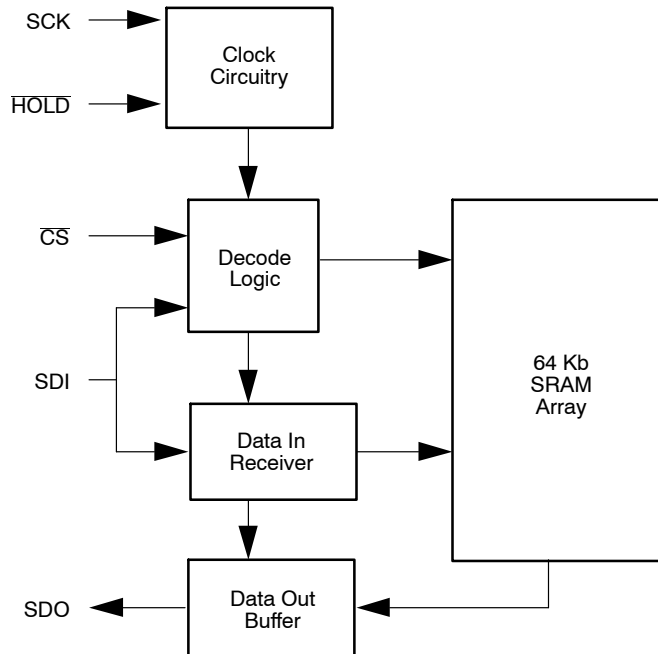 SCK
Clock
Circuitry
HOLD
CS
Decode
Logic
SDI
64 Kb
SRAM
Array
Data In
Receiver
SDO
Data Out
Buffer